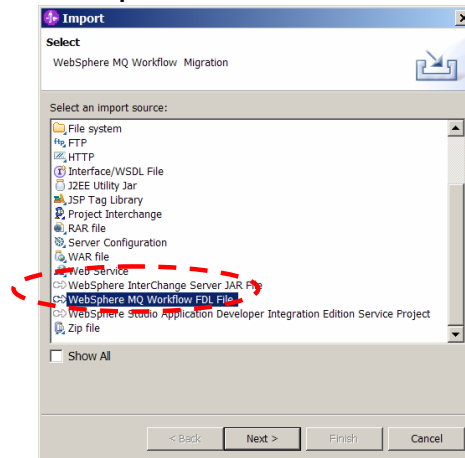 Import
Select
WebSphere MQ Workflow Migration
Select an import source:
File system
FTP
HTTP
Interface/WSDL File
J2EE Utility Jar
JSP Tag Library
Project Interchange
RAR file
Server Configuration
WAR file
Web Service
WebSphere InterChange Server JAR File
WebSphere MQ Workflow FDL File
WebSphere Studio Application Developer Integration Edition Service Project
Zip file
Show All
< Back Next > Finish Cancel